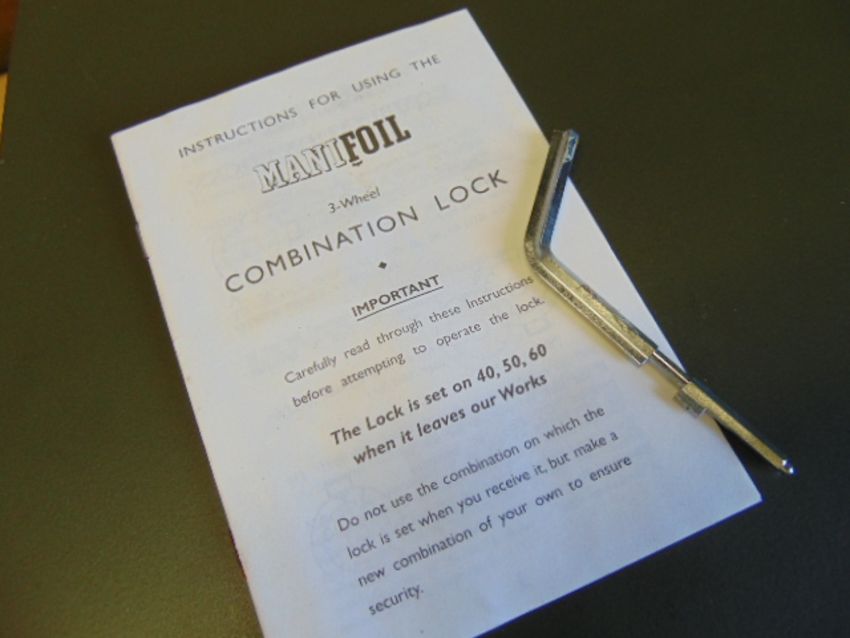 INSTRUCTIONS FOR USING THE
MANIFOIL
3-Wheel
COMBINATION LOCK
IMPORTANT
Carefully read through these Instructions
before attempting to operate the lock.
The Lock is set on 40, 50, 60
when it leaves our Works
Do not use the combination on which the
lock is set when you receive it, but make a
new combination of your own to ensure
security.